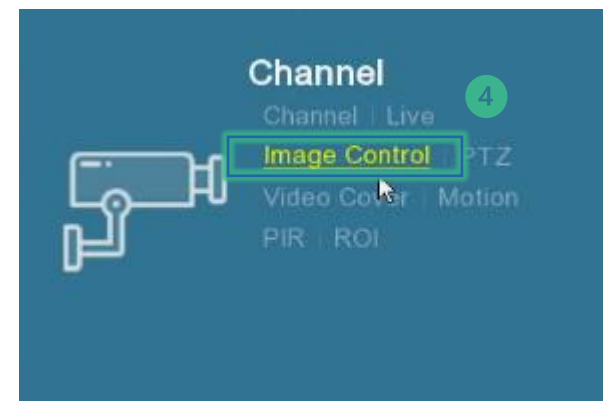 Channel
4
Channel | Live
Image Control | PTZ
Video Cover | Motion
PIR | ROI